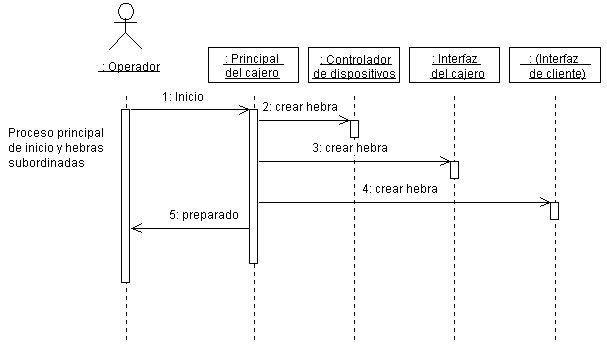 : Operador
: Principal
del cajero
: Controlador
de dispositivos
: Interfaz
del cajero
: (Interfaz
de cliente)
1: Inicio
2: crear hebra
Proceso principal
de inicio y hebras
subordinadas
3: crear hebra
4: crear hebra
5: preparado